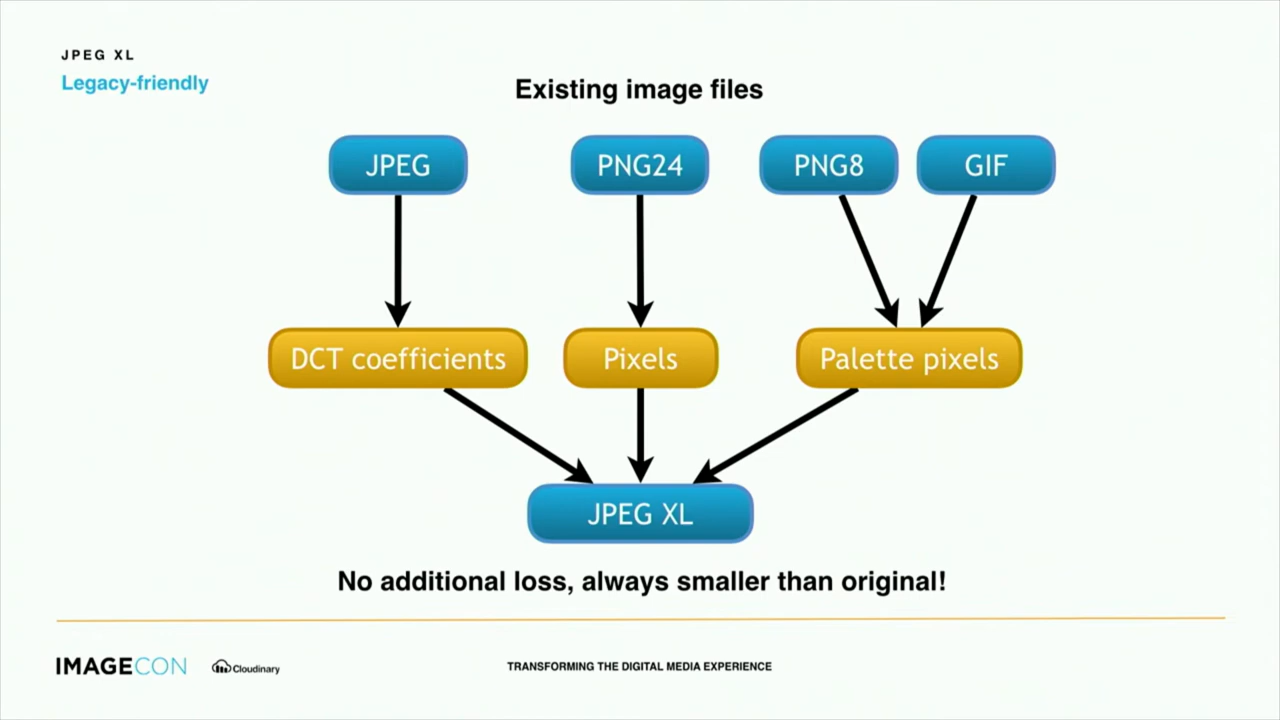 JPEG XL
Legacy-friendly
Existing image files
JPEG
PNG24
PNG8
GIF
DCT coefficients
Pixels
Palette pixels
JPEG XL
No additional loss, always smaller than original!
IMAGECON
Cloudinary
TRANSFORMING THE DIGITAL MEDIA EXPERIENCE